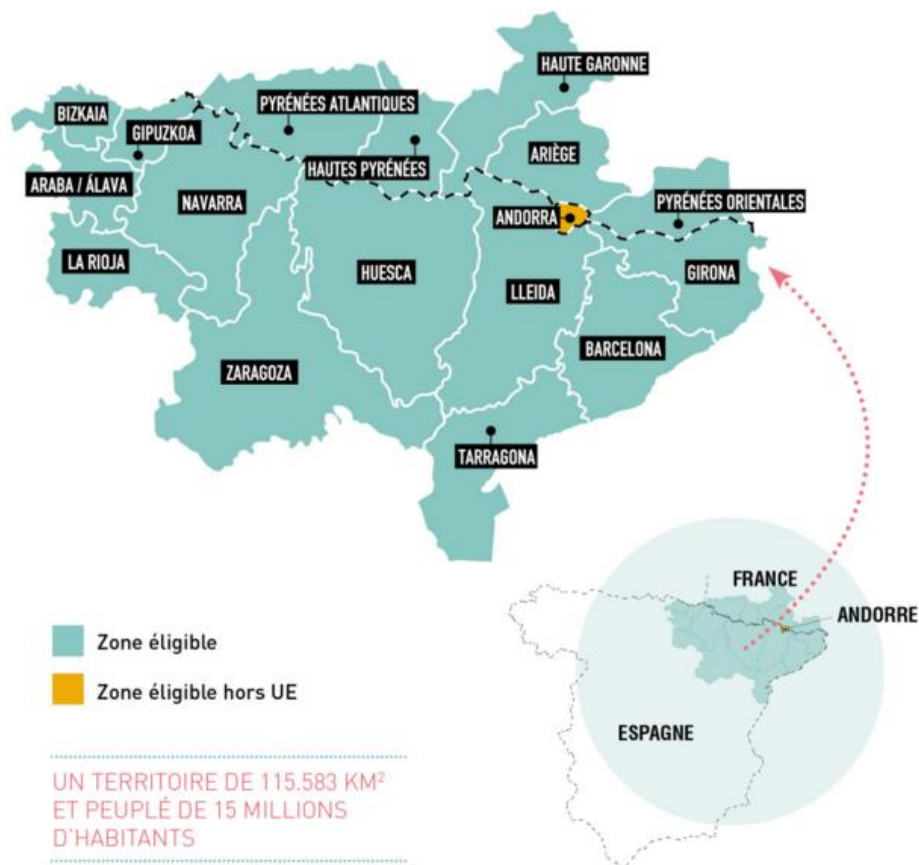 HAUTE GARONNE
PYRÉNÉES ATLANTIQUES
BIZKAIA
GIPUZKOA
ARIÈGE
HAUTES PYRÉNÉES
ARABA / ÁLAVA
NAVARRA
PYRÉNÉES ORIENTALES
ANDORRA
LA RIOJA
HUESCA
GIRONA
LLEIDA
BARCELONA
ZARAGOZA
TARRAGONA
FRANCE
ANDORRE
ESPAGNE
Zone éligible
Zone éligible hors UE
UN TERRITOIRE DE 115.583 KM²
ET PEUPLÉ DE 15 MILLIONS
D'HABITANTS